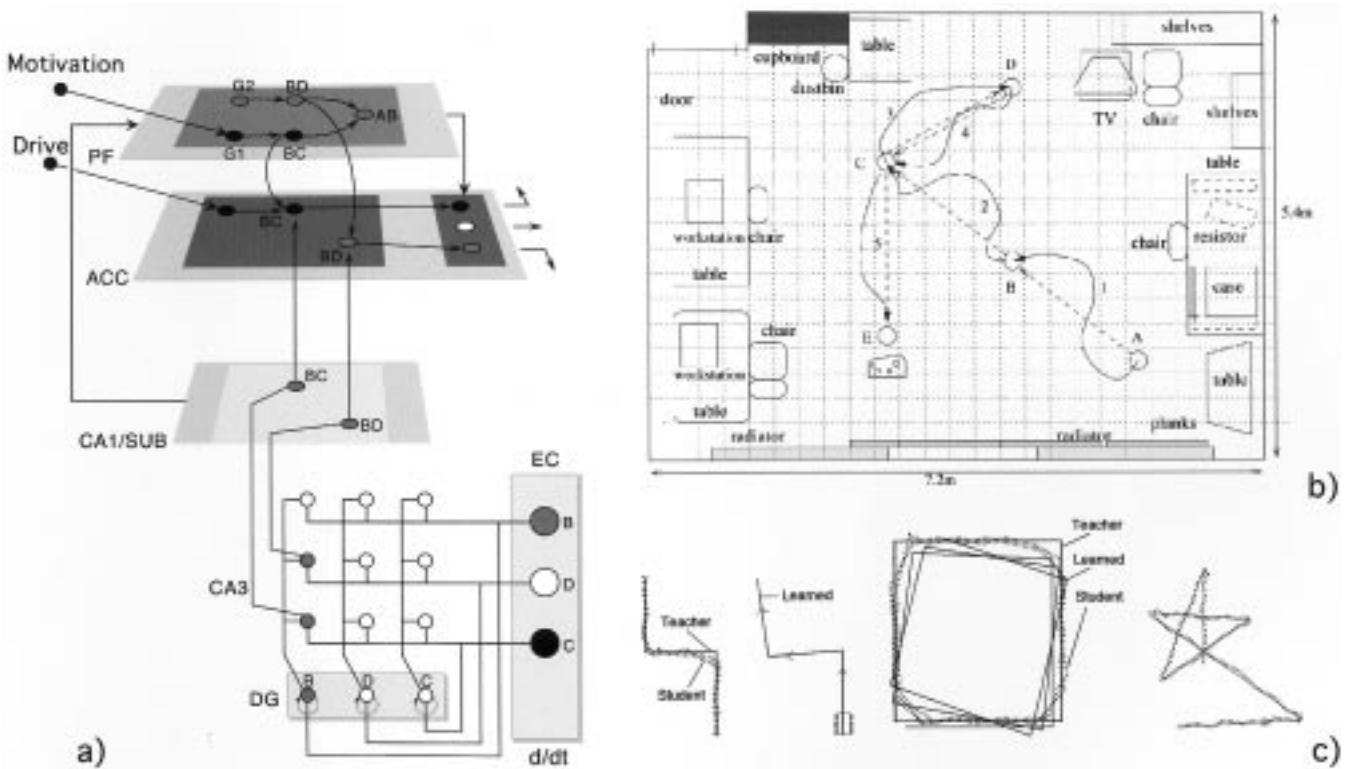 Motivation
G2 BD
AB
Drive
PF
G1 BC
BC
BD
ACC
BC
BD
CA1/SUB
EC
B
D
CA3
C
B D C
DG
d/dt
a)
shelves
cupboard
table
dustbin
D
door
TV
chair
shelves
3
4
C
table
5.4m
2
workstation
chair
chair
resistor
5
table
B
1
case
chair
E
A
workstation
table
table
planks
radiator
radiator
7.2m
b)
Teacher
Learned
Student
Learned
Teacher
Student
c)